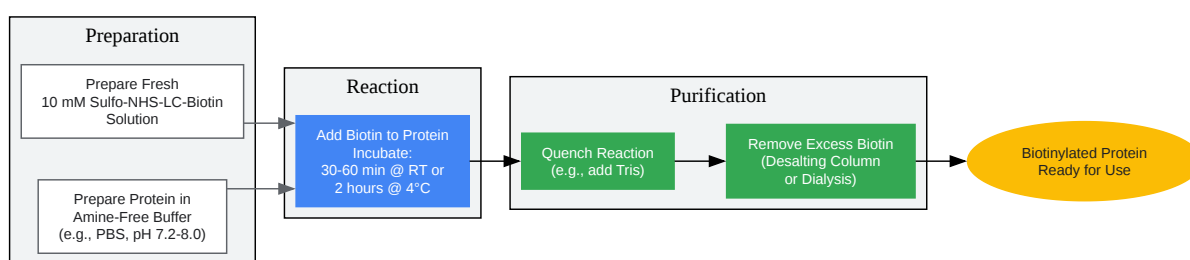 Preparation
Prepare Fresh
10 mM Sulfo-NHS-LC-Biotin
Solution
Prepare Protein in
Amine-Free Buffer
(e.g., PBS, pH 7.2-8.0)
Reaction
Add Biotin to Protein
Incubate:
30-60 min @ RT or
2 hours @ 4°C
Purification
Quench Reaction
(e.g., add Tris)
Remove Excess Biotin
(Desalting Column
or Dialysis)
Biotinylated Protein
Ready for Use